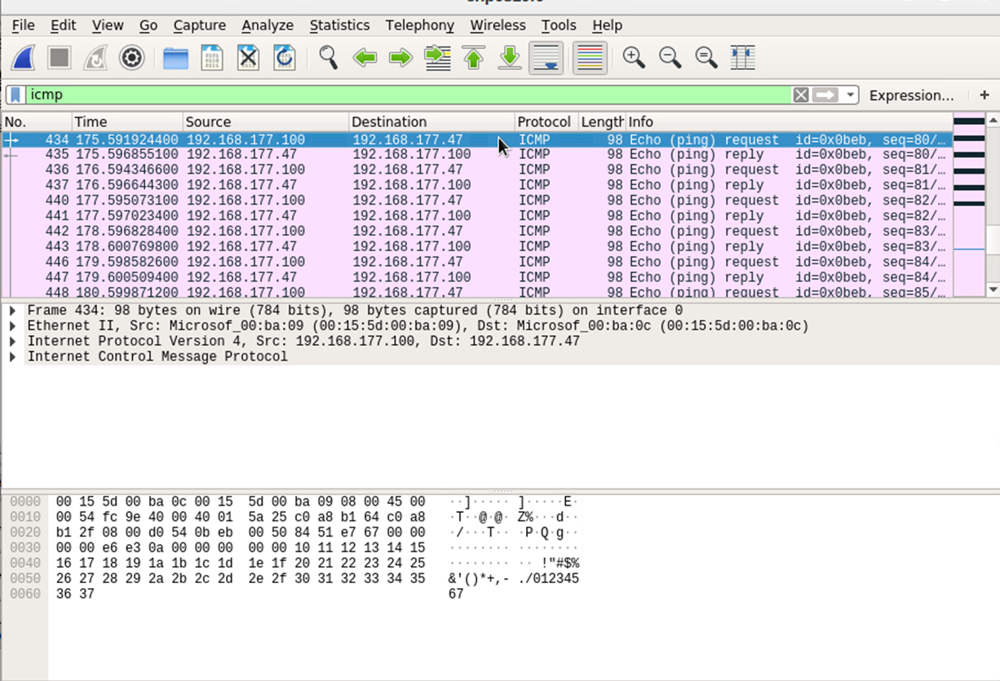 File Edit View Go Capture Analyze Statistics Telephony Wireless Tools Help
icmp Expression... +
No. Time Source Destination Protocol Length Info
434 175.591924400 192.168.177.100 192.168.177.47 ICMP 98 Echo (ping) request id=0x0beb, seq=80/…
435 175.596855100 192.168.177.47 192.168.177.100 ICMP 98 Echo (ping) reply id=0x0beb, seq=80/…
436 176.594346600 192.168.177.100 192.168.177.47 ICMP 98 Echo (ping) request id=0x0beb, seq=81/…
437 176.596644300 192.168.177.47 192.168.177.100 ICMP 98 Echo (ping) reply id=0x0beb, seq=81/…
440 177.595073100 192.168.177.100 192.168.177.47 ICMP 98 Echo (ping) request id=0x0beb, seq=82/…
441 177.597023400 192.168.177.47 192.168.177.100 ICMP 98 Echo (ping) reply id=0x0beb, seq=82/…
442 178.596828400 192.168.177.100 192.168.177.47 ICMP 98 Echo (ping) request id=0x0beb, seq=83/…
443 178.600769800 192.168.177.47 192.168.177.100 ICMP 98 Echo (ping) reply id=0x0beb, seq=83/…
446 179.598582600 192.168.177.100 192.168.177.47 ICMP 98 Echo (ping) request id=0x0beb, seq=84/…
447 179.600509400 192.168.177.47 192.168.177.100 ICMP 98 Echo (ping) reply id=0x0beb, seq=84/…
448 180.599871200 192.168.177.100 192.168.177.47 ICMP 98 Echo (ping) request id=0x0beb, seq=85/…
Frame 434: 98 bytes on wire (784 bits), 98 bytes captured (784 bits) on interface 0
Ethernet II, Src: Microsof_00:ba:09 (00:15:5d:00:ba:09), Dst: Microsof_00:ba:0c (00:15:5d:00:ba:0c)
Internet Protocol Version 4, Src: 192.168.177.100, Dst: 192.168.177.47
Internet Control Message Protocol
0000 00 15 5d 00 ba 0c 00 15 5d 00 ba 09 08 00 45 00 ··]····· ]·····E·
0010 00 54 fc 9e 40 00 40 01 5a 25 c0 a8 b1 64 c0 a8 ·T··@·@· Z%···d··
0020 b1 2f 08 00 d0 54 0b eb 00 50 84 51 e7 67 00 00 ·/···T·· ·P·Q·g··
0030 00 00 e6 e3 0a 00 00 00 00 00 10 11 12 13 14 15 ········ ········
0040 16 17 18 19 1a 1b 1c 1d 1e 1f 20 21 22 23 24 25 ········ ·· !"#$%
0050 26 27 28 29 2a 2b 2c 2d 2e 2f 30 31 32 33 34 35 &'()*+,- ./012345
0060 36 37 67